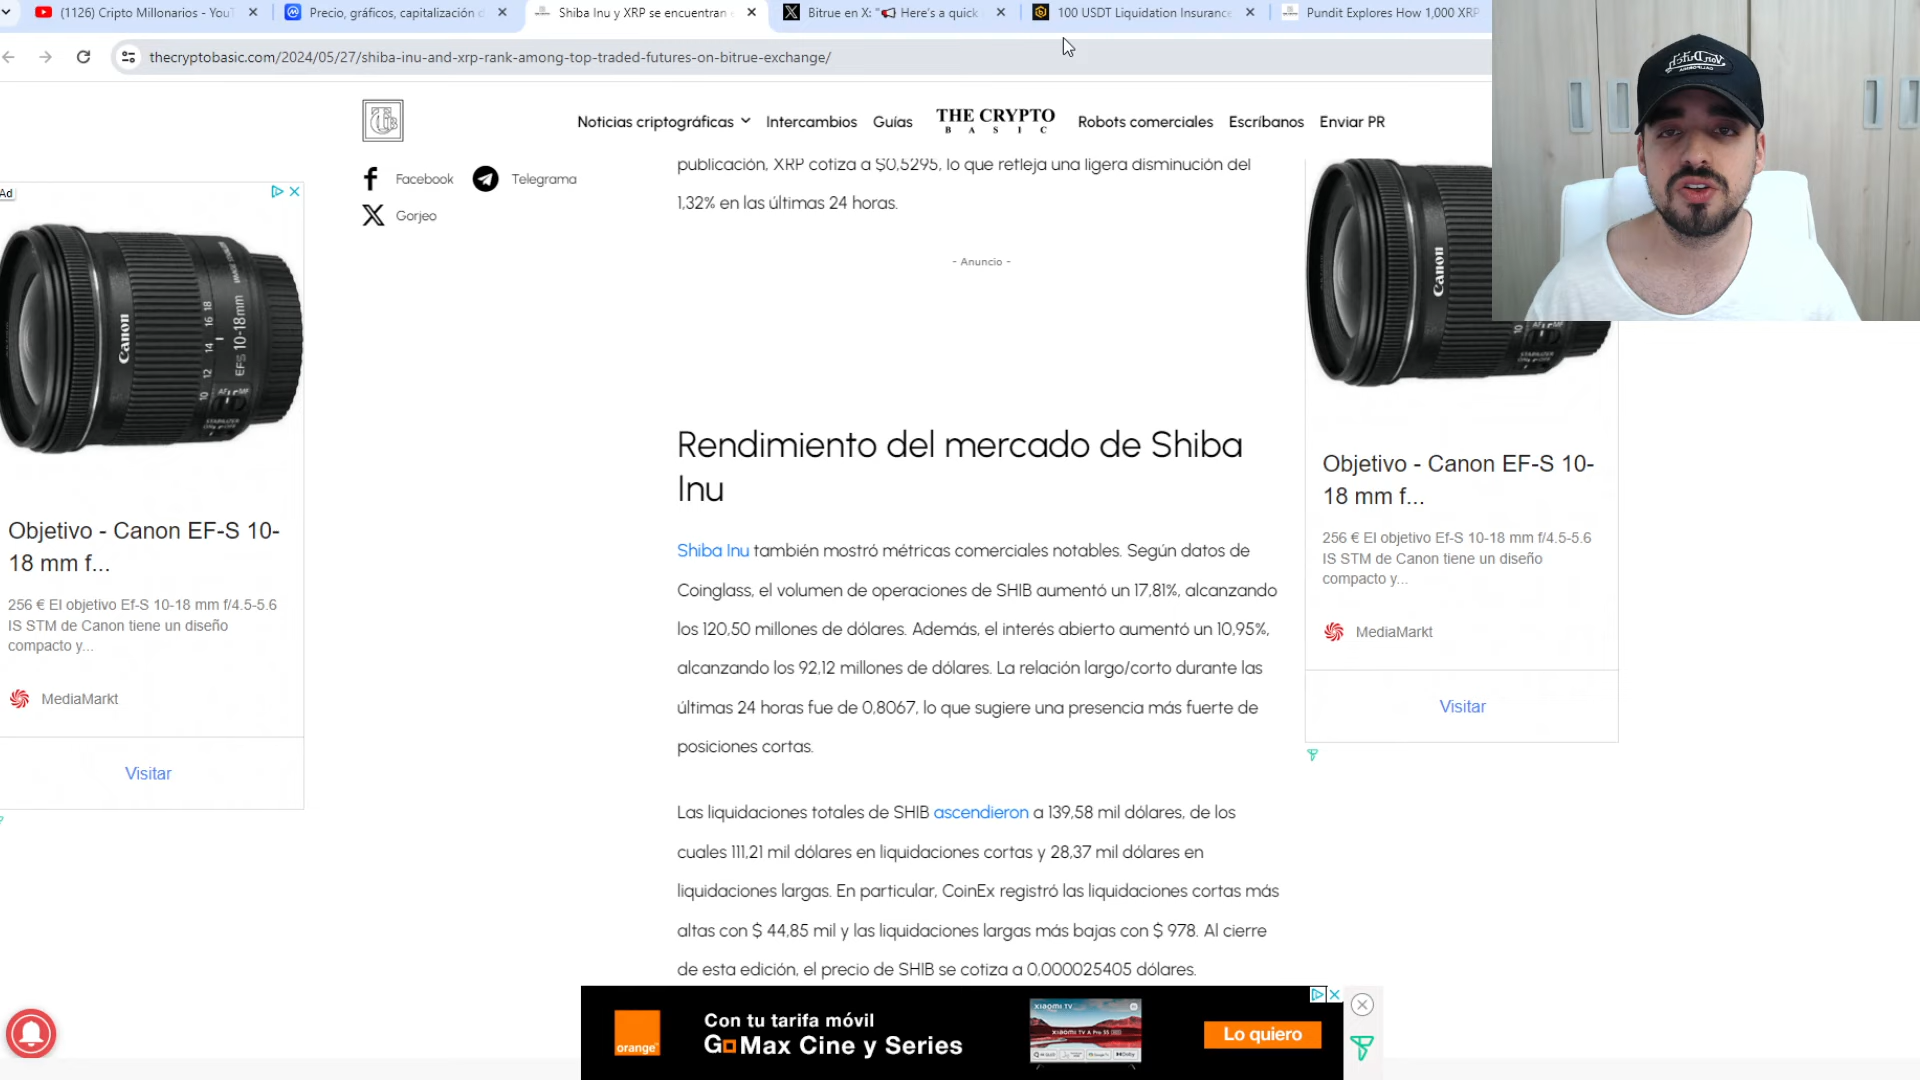 (1126) Cripto Millonarios - You
Precio, gráficos, capitalización
Shiba Inu y XRP se encuentran
Bitrue en X: "📢 Here's a quick
100 USDT Liquidation Insurance
Pundit Explores How 1,000 XRP
thecryptobasic.com/2024/05/27/shiba-inu-and-xrp-rank-among-top-traded-futures-on-bitrue-exchange/
Noticias criptográficas
Intercambios
Guías
THE CRYPTO
BASIC
Robots comerciales
Escríbanos
Enviar PR
Facebook
Telegrama
Gorjeo
publicación, XRP cotiza a $0,5295, lo que refleja una ligera disminución del
1,32% en las últimas 24 horas.
- Anuncio -
Rendimiento del mercado de Shiba
Inu
Shiba Inu también mostró métricas comerciales notables. Según datos de
Coinglass, el volumen de operaciones de SHIB aumentó un 17,81%, alcanzando
los 120,50 millones de dólares. Además, el interés abierto aumentó un 10,95%,
alcanzando los 92,12 millones de dólares. La relación largo/corto durante las
últimas 24 horas fue de 0,8067, lo que sugiere una presencia más fuerte de
posiciones cortas.
Las liquidaciones totales de SHIB ascendieron a 139,58 mil dólares, de los
cuales 111,21 mil dólares en liquidaciones cortas y 28,37 mil dólares en
liquidaciones largas. En particular, CoinEx registró las liquidaciones cortas más
altas con $ 44,85 mil y las liquidaciones largas más bajas con $ 978. Al cierre
de esta edición, el precio de SHIB se cotiza a 0,000025405 dólares.
Ad
Canon
EFS 10-18mm
Objetivo - Canon EF-S 10-
18 mm f...
256 € El objetivo Ef-S 10-18 mm f/4.5-5.6
IS STM de Canon tiene un diseño
compacto y...
MediaMarkt
Visitar
Canon
Objetivo - Canon EF-S 10-
18 mm f...
256 € El objetivo Ef-S 10-18 mm f/4.5-5.6
IS STM de Canon tiene un diseño
compacto y...
MediaMarkt
Visitar
orange
Con tu tarifa móvil
Go Max Cine y Series
XIAOMI TV
XIAOMI TV A Pro 55
Lo quiero